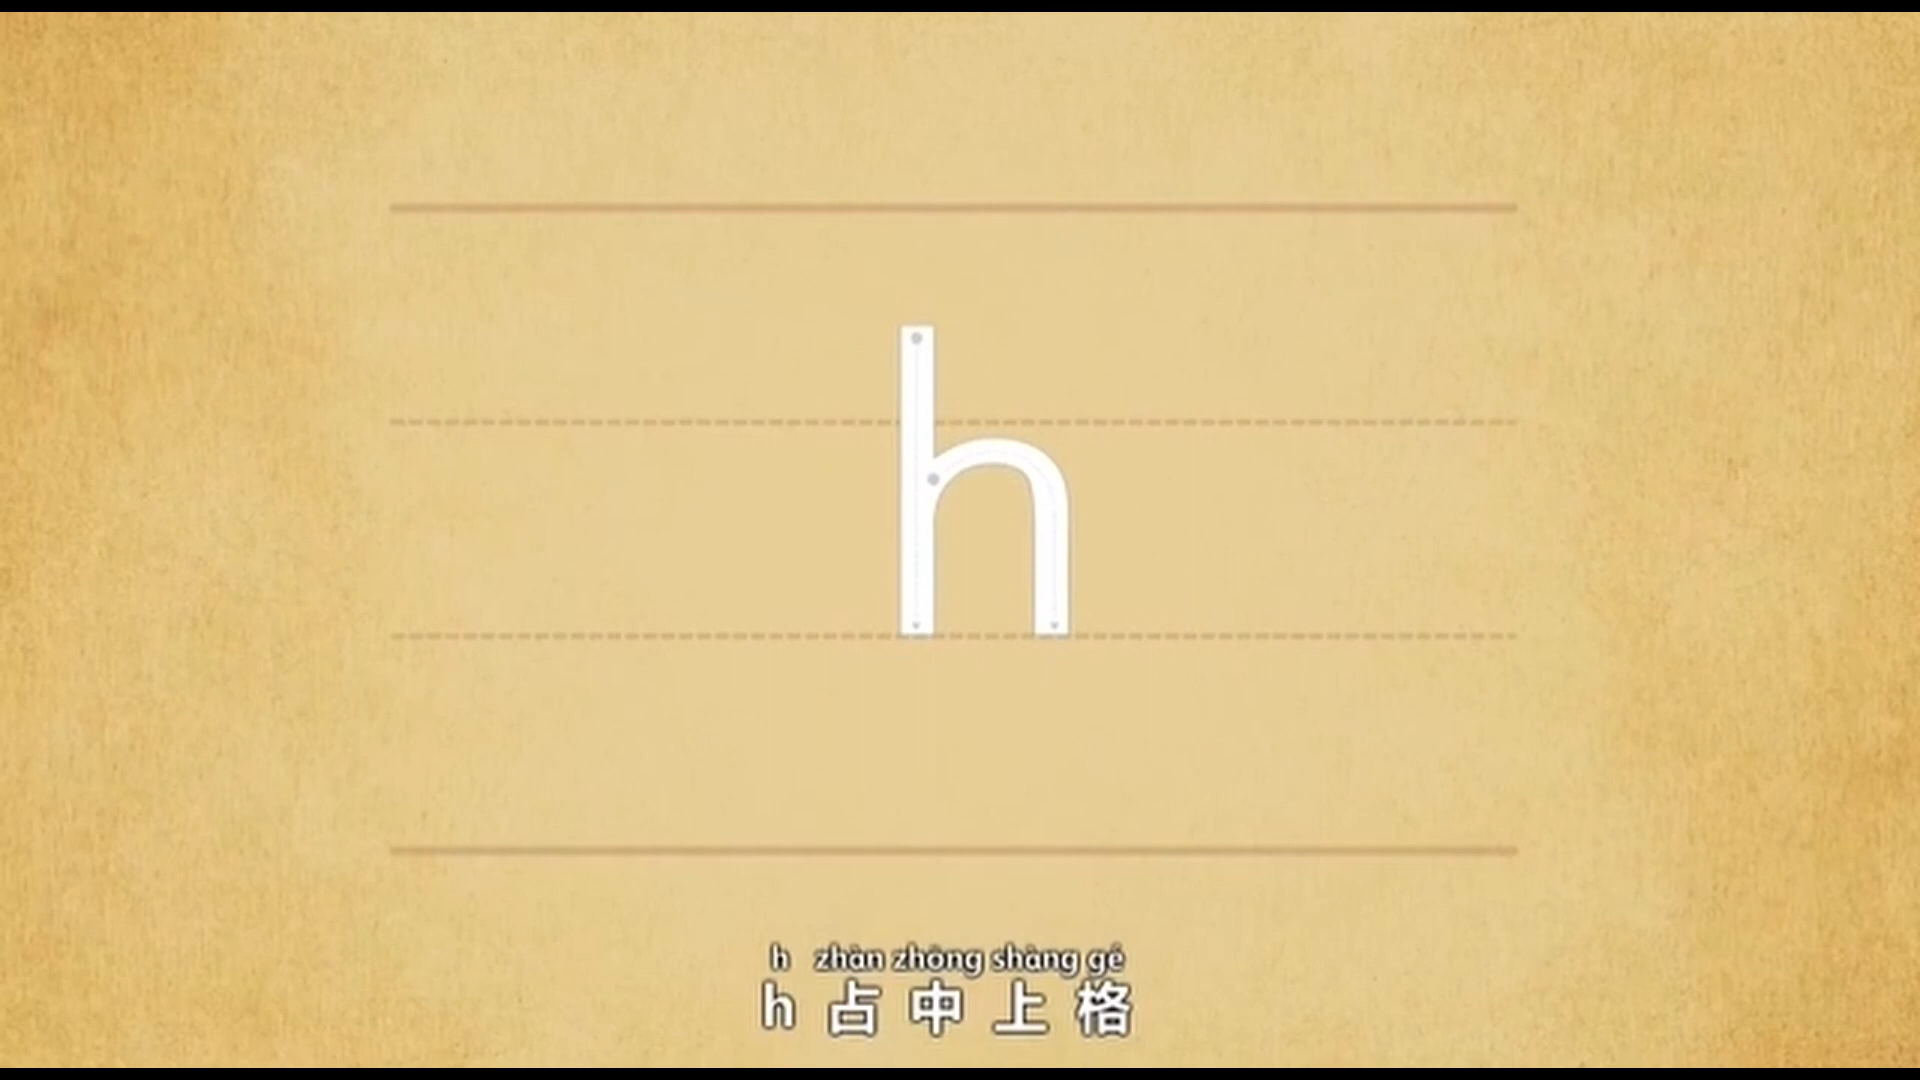 h
h zhàn zhōng shàng gé
h 占 中 上 格